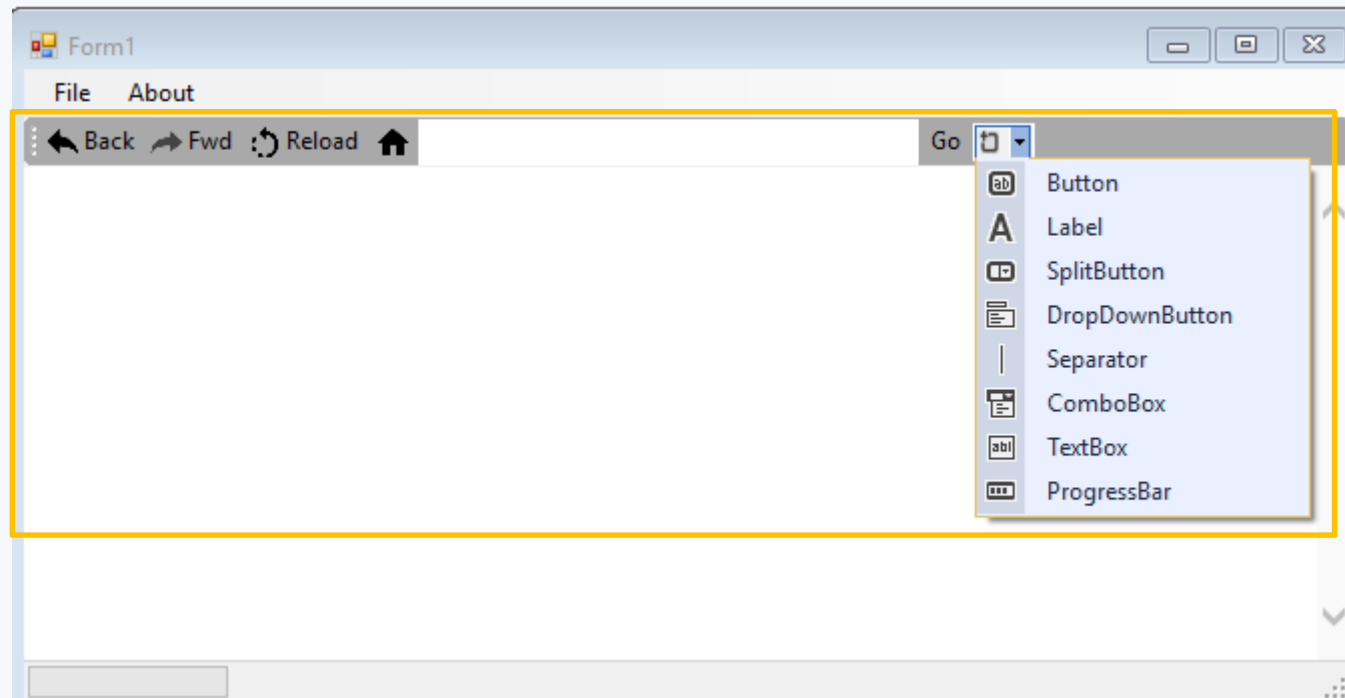 Form1
File About
Back Fwd Reload Go
Button
Label
SplitButton
DropDownButton
Separator
ComboBox
TextBox
ProgressBar